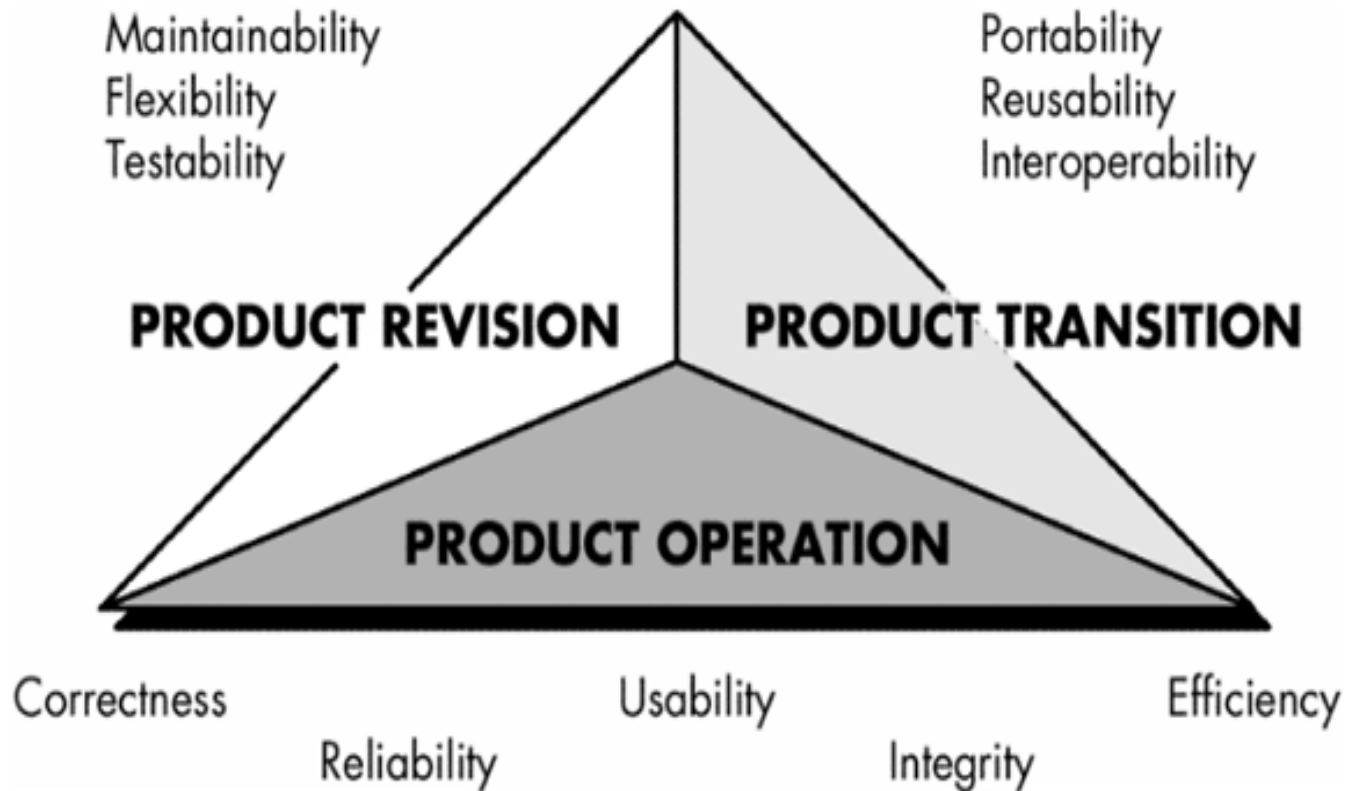 Maintainability
Flexibility
Testability
Portability
Reusability
Interoperability
PRODUCT REVISION
PRODUCT TRANSITION
PRODUCT OPERATION
Correctness
Usability
Efficiency
Reliability
Integrity